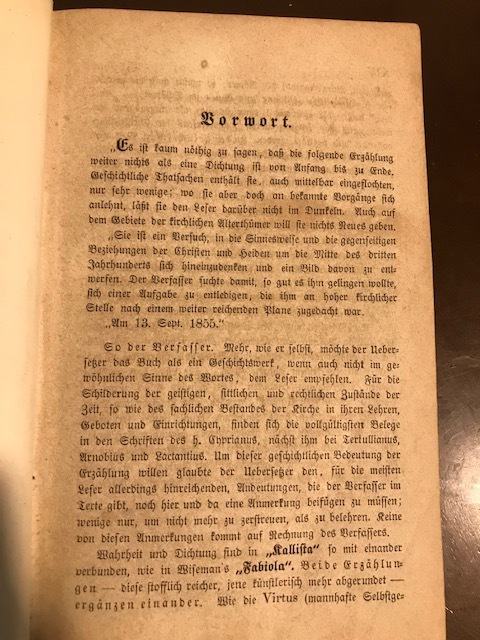 Vorwort.
„Es ist kaum nöthig zu sagen, daß die folgende Erzählung
weiter nichts als eine Dichtung ist von Anfang bis zu Ende.
Geschichtliche Thatsachen enthält sie, auch mittelbar eingeflochten,
nur sehr wenige; wo sie aber doch an bekannte Vorgänge sich
anlehnt, läßt sie den Leser darüber nicht im Dunkeln. Auch auf
dem Gebiete der kirchlichen Alterthümer will sie nichts Neues geben.
„Sie ist ein Versuch, in die Sinnesweise und die gegenseitigen
Beziehungen der Christen und Heiden um die Mitte des dritten
Jahrhunderts sich hineinzudenken und ein Bild davon zu ent-
werfen. Der Verfasser suchte damit, so gut es ihm gelingen wollte,
sich einer Aufgabe zu entledigen, die ihm an hoher kirchlicher
Stelle nach einem weiter reichenden Plane zugedacht war.
„Am 13. Sept. 1855.“
So der Verfasser. Mehr, wie er selbst, möchte der Ueber-
setzer das Buch als ein Geschichtswerk, wenn auch nicht im ge-
wöhnlichen Sinne des Wortes, dem Leser empfehlen. Für die
Schilderung der geistigen, sittlichen und rechtlichen Zustände der
Zeit, so wie des sachlichen Bestandes der Kirche in ihren Lehren,
Geboten und Einrichtungen, finden sich die vollgültigsten Belege
in den Schriften des h. Cyprianus, nächst ihm bei Tertullianus,
Arnobius und Lactantius. Um dieser geschichtlichen Bedeutung der
Erzählung willen glaubte der Uebersetzer den, für die meisten
Leser allerdings hinreichenden, Andeutungen, die der Verfasser im
Texte gibt, noch hier und da eine Anmerkung beifügen zu müssen;
wenige nur, um nicht mehr zu zerstreuen, als zu belehren. Keine
von diesen Anmerkungen kommt auf Rechnung des Verfassers.
Wahrheit und Dichtung sind in „Kallista“ so mit einander
verbunden, wie in Wiseman's „Fabiola“. Beide Erzählun-
gen — diese stofflich reicher, jene künstlerisch mehr abgerundet —
ergänzen einander. Wie die Virtus (mannhafte Selbstge-